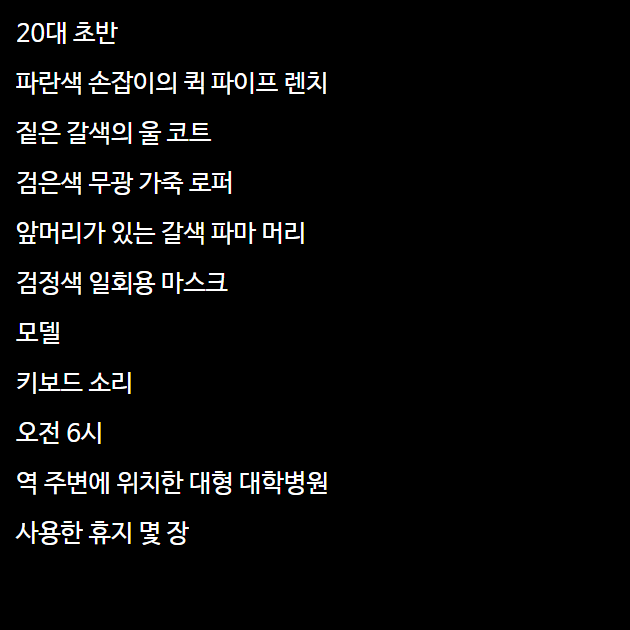 20대 초반
파란색 손잡이의 퀵 파이프 렌치
짙은 갈색의 울 코트
검은색 무광 가죽 로퍼
앞머리가 있는 갈색 파마 머리
검정색 일회용 마스크
모델
키보드 소리
오전 6시
역 주변에 위치한 대형 대학병원
사용한 휴지 몇 장